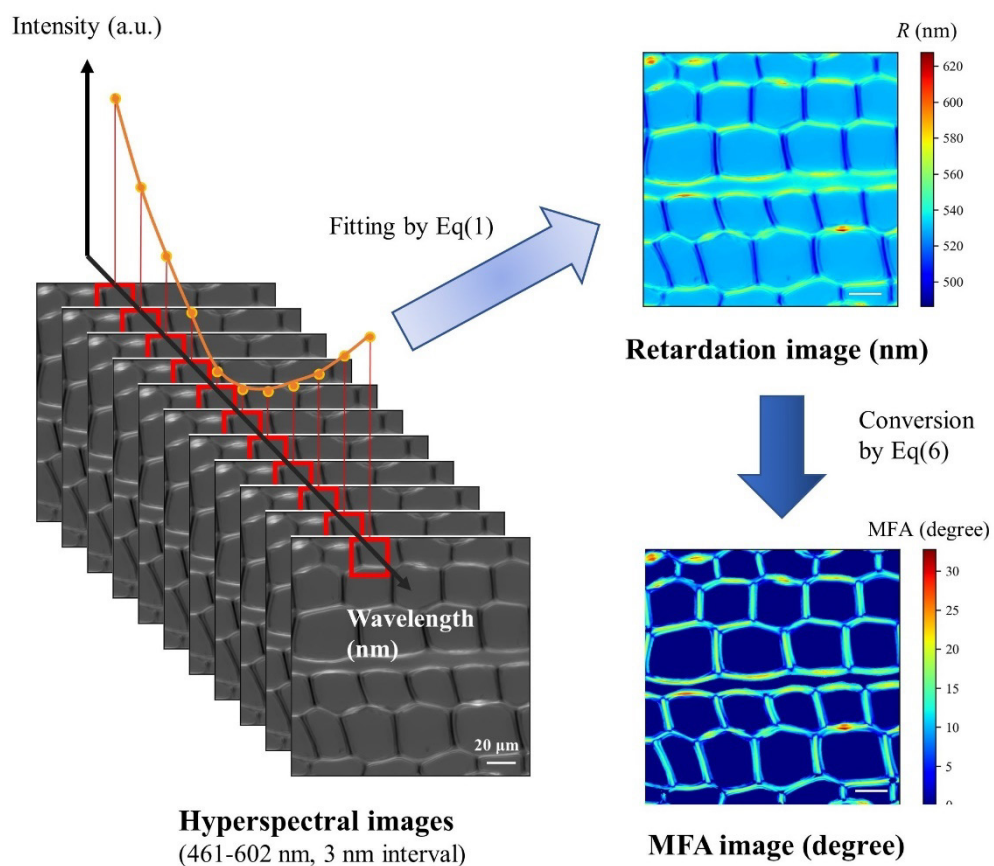 Intensity (a.u.)
Fitting by Eq(1)
Wavelength
(nm)
20 μm
Hyperspectral images
(461-602 nm, 3 nm interval)
R (nm)
620
600
580
560
540
520
500
Retardation image (nm)
Conversion
by Eq(6)
MFA (degree)
30
25
20
15
10
5
0
MFA image (degree)